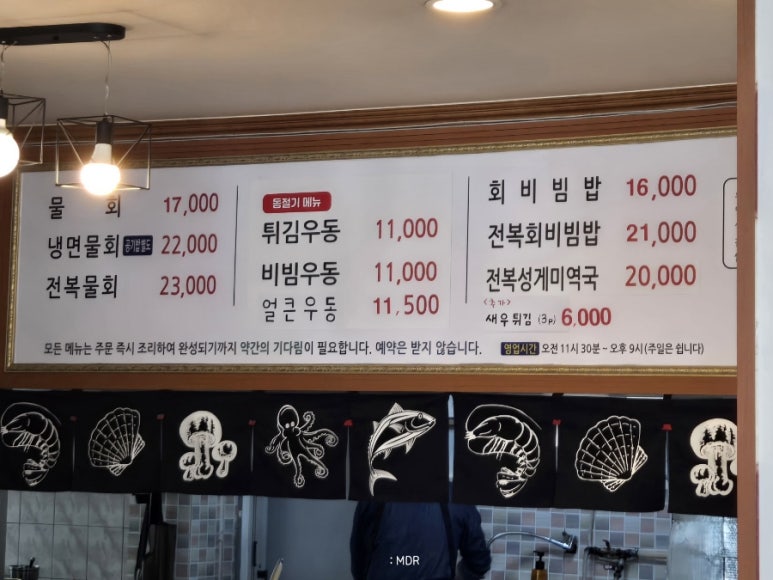 물 회 17,000
냉면물회 공기밥별도 22,000
전복물회 23,000
동절기 메뉴
튀김우동 11,000
비빔우동 11,000
얼큰우동 11,500
회비빔밥 16,000
전복회비빔밥 21,000
전복성게미역국 20,000
<추가>
새우튀김 (3p) 6,000
모든 메뉴는 주문 즉시 조리하여 완성되기까지 약간의 기다림이 필요합니다. 예약은 받지 않습니다.
영업시간 오전 11시 30분 ~ 오후 9시 (주일은 쉽니다)
: MDR